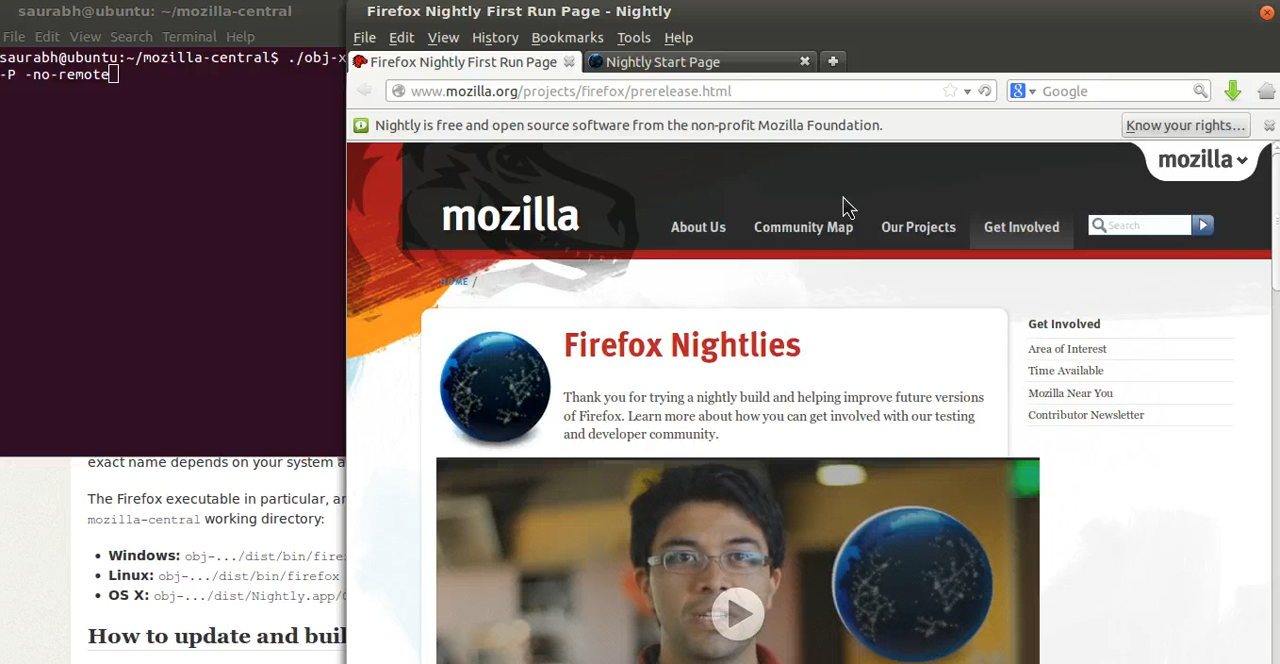 saurabh@ubuntu: ~/mozilla-central
File Edit View Search Terminal Help
saurabh@ubuntu:~/mozilla-central$ ./obj-x
-P -no-remote
exact name depends on your system a
The Firefox executable in particular, ar
mozilla-central working directory:
• Windows: obj-.../dist/bin/fire
• Linux: obj-.../dist/bin/firefox
• OS X: obj-.../dist/Nightly.app/
How to update and buil
Firefox Nightly First Run Page - Nightly
File Edit View History Bookmarks Tools Help
Firefox Nightly First Run Page
Nightly Start Page
www.mozilla.org/projects/firefox/prerelease.html
Google
Nightly is free and open source software from the non-profit Mozilla Foundation.
Know your rights...
mozilla
mozilla
About Us Community Map Our Projects Get Involved Search
HOME /
Firefox Nightlies
Thank you for trying a nightly build and helping improve future versions
of Firefox. Learn more about how you can get involved with our testing
and developer community.
Get Involved
Area of Interest
Time Available
Mozilla Near You
Contributor Newsletter